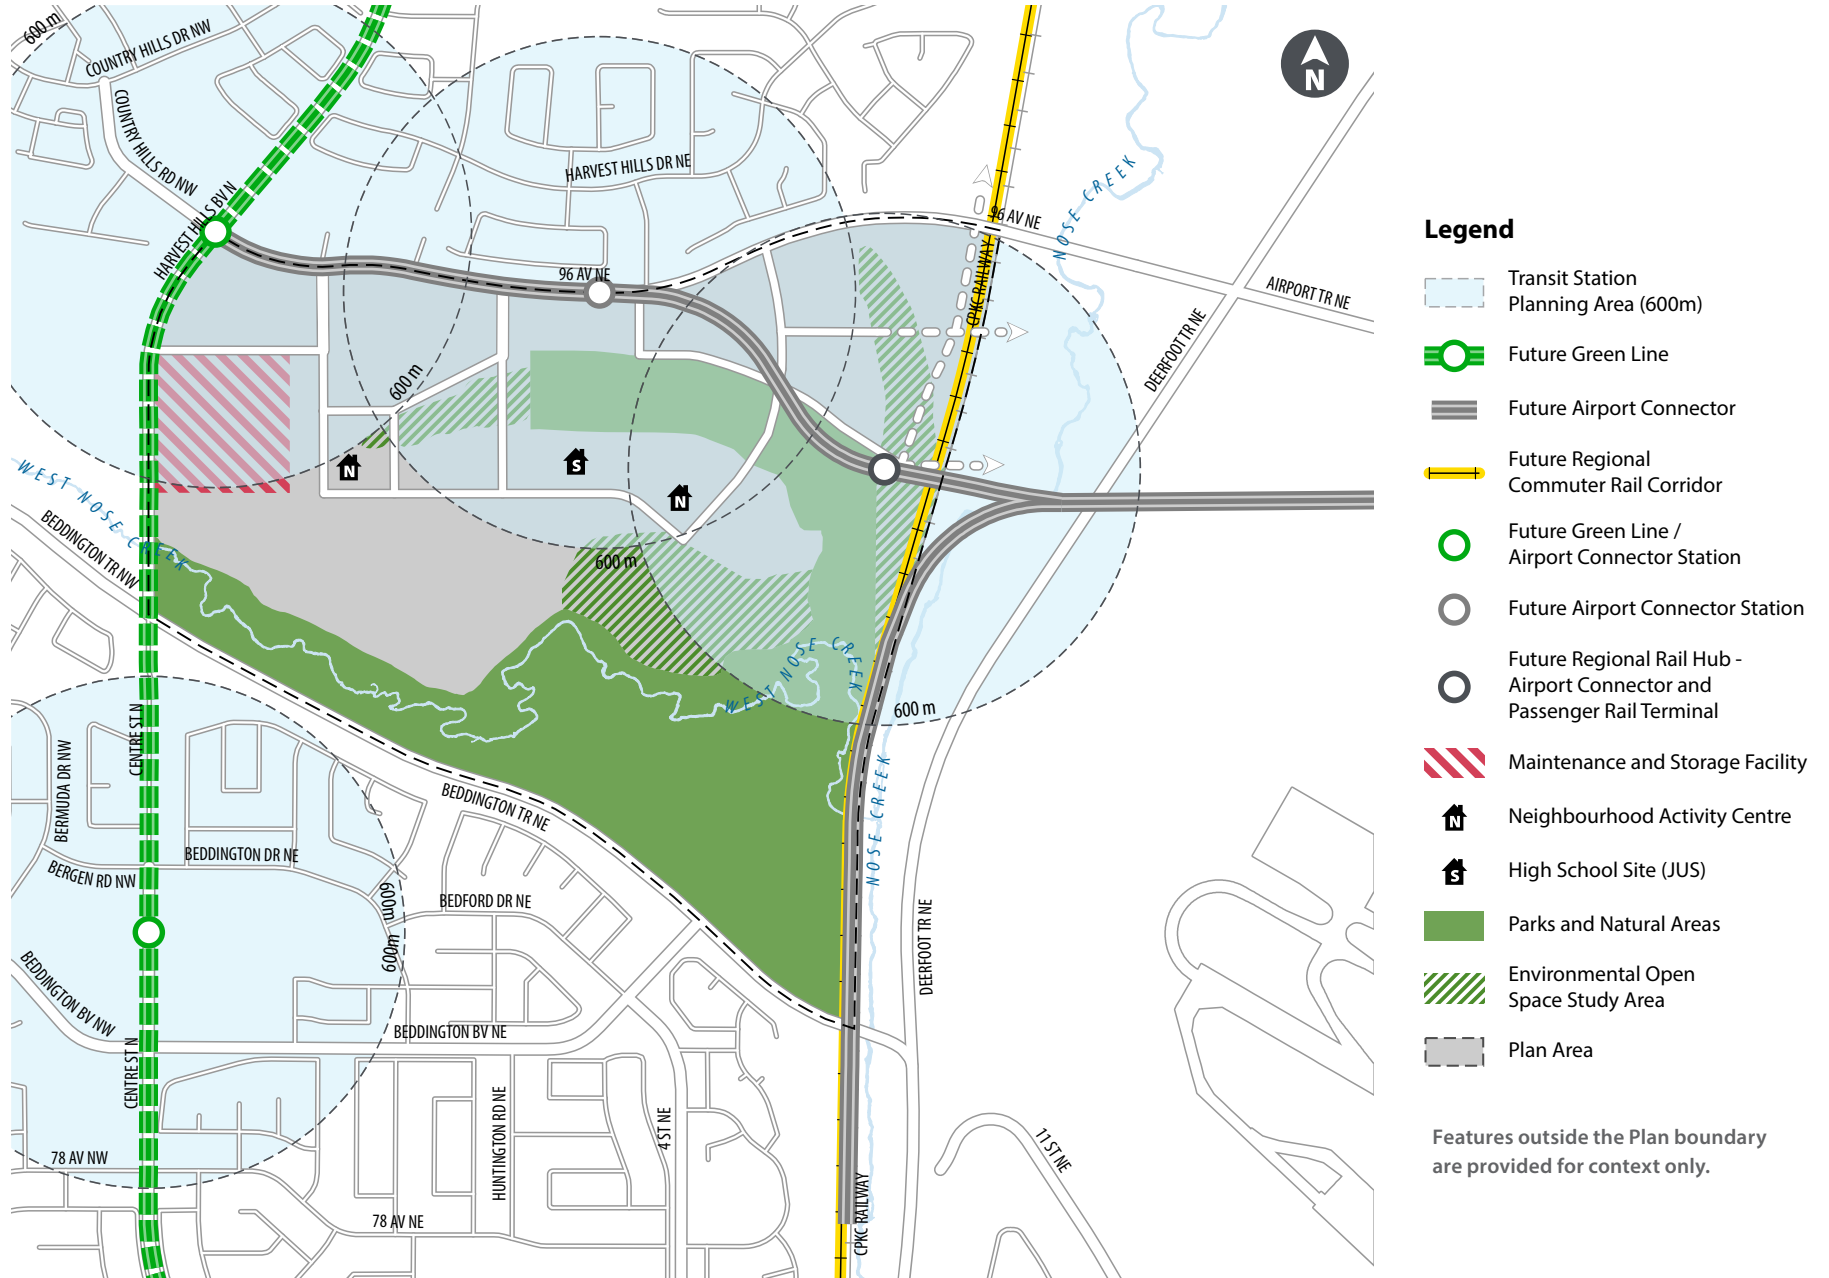 600 m
COUNTRY HILLS DR NW
COUNTRY HILLS RD NW
HARVEST HILLS BV N
HARVEST HILLS DR NE
96 AV NE
96 AV NE
NOSE CREEK
N
CPKC RAILWAY
AIRPORT TR NE
DEERFOOT TR NE
600 m
N
S
N
WEST NOSE CREEK
BEDDINGTON TR NW
600 m
WEST NOSE CREEK
600 m
CENTRE ST N
BERMUDA DR NW
BERGEN RD NW
BEDDINGTON DR NE
BEDDINGTON TR NE
NOSE CREEK
600m
600m
BEDFORD DR NE
DEERFOOT TR NE
BEDDINGTON BV NW
BEDDINGTON BV NE
CENTRE ST N
HUNTINGTON RD NE
4 ST NE
11 ST NE
78 AV NW
78 AV NE
CPKC RAILWAY
Legend
Transit Station
Planning Area (600m)
Future Green Line
Future Airport Connector
Future Regional
Commuter Rail Corridor
Future Green Line /
Airport Connector Station
Future Airport Connector Station
Future Regional Rail Hub -
Airport Connector and
Passenger Rail Terminal
Maintenance and Storage Facility
N
Neighbourhood Activity Centre
S
High School Site (JUS)
Parks and Natural Areas
Environmental Open
Space Study Area
Plan Area
Features outside the Plan boundary
are provided for context only.